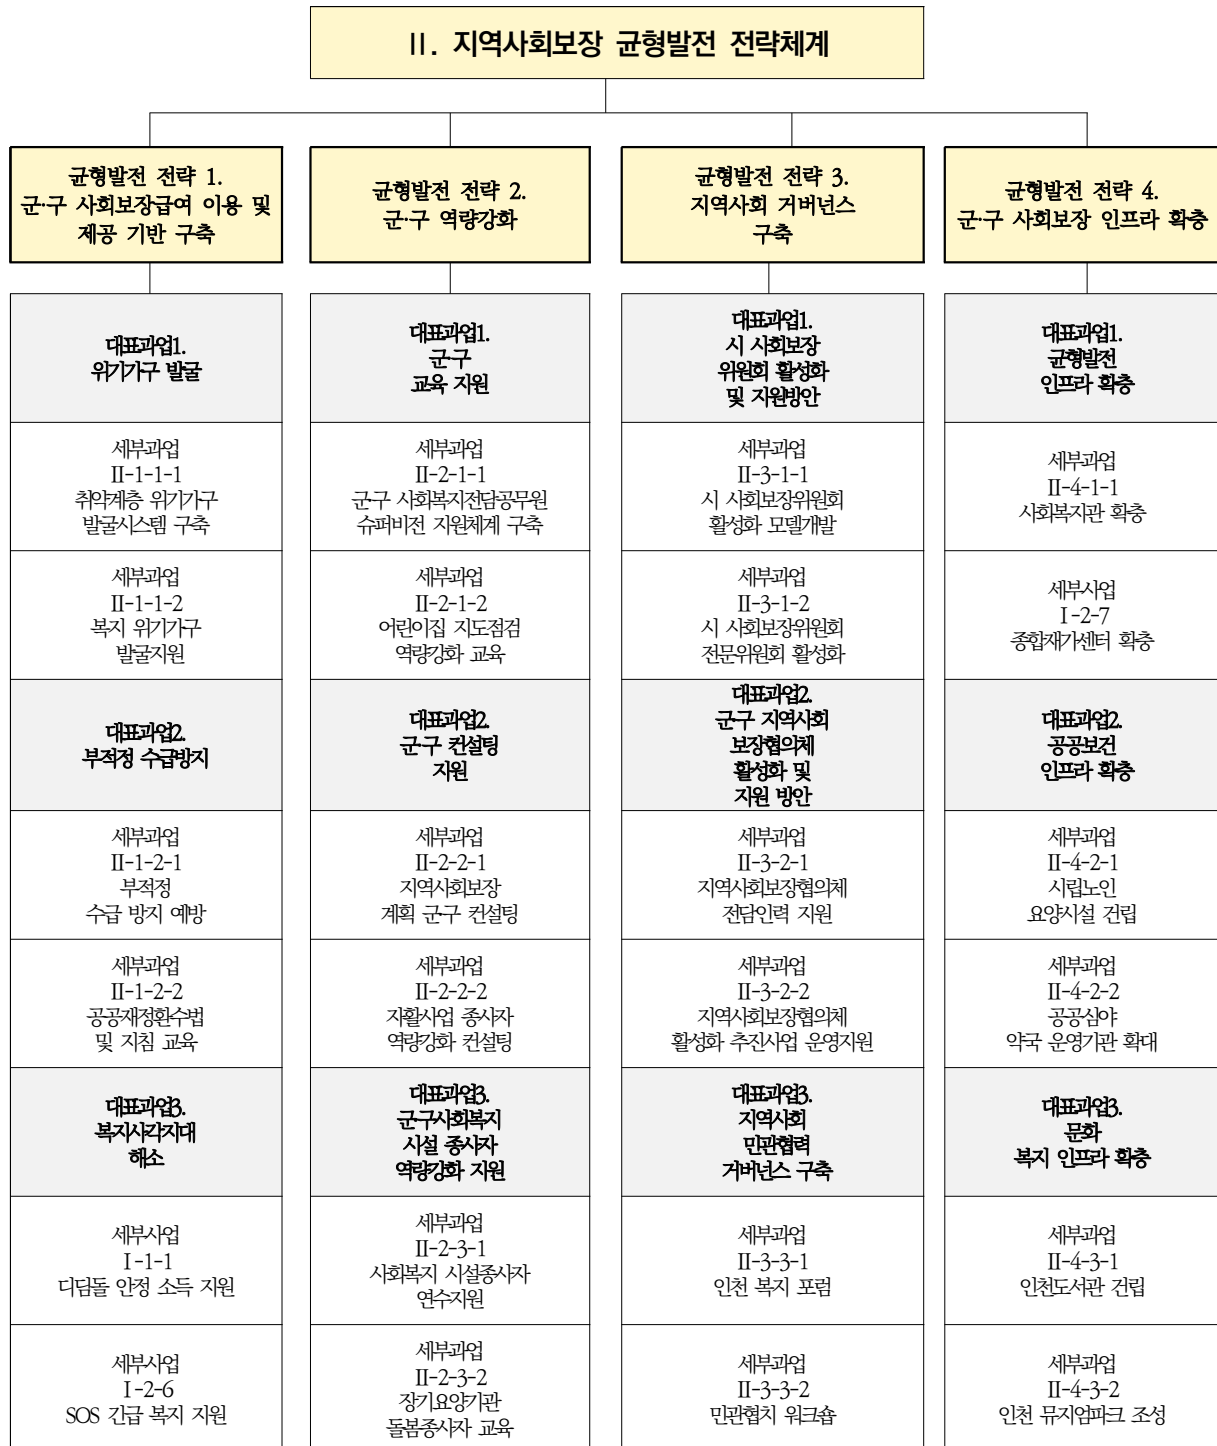 II. 지역사회보장 균형발전 전략체계
균형발전 전략 1.
군·구 사회보장급여 이용 및
제공 기반 구축
대표과업1.
위기가구 발굴
세부과업
II-1-1-1
취약계층 위기가구
발굴시스템 구축
세부과업
II-1-1-2
복지 위기가구
발굴지원
대표과업2.
부적정 수급방지
세부과업
II-1-2-1
부적정
수급 방지 예방
세부과업
II-1-2-2
공공재정환수법
및 지침 교육
대표과업3.
복지사각지대
해소
세부사업
I-1-1
디딤돌 안정 소득 지원
세부사업
I-2-6
SOS 긴급 복지 지원
균형발전 전략 2.
군·구 역량강화
대표과업1.
군·구
교육 지원
세부과업
II-2-1-1
군·구 사회복지전담공무원
슈퍼비전 지원체계 구축
세부과업
II-2-1-2
어린이집 지도점검
역량강화 교육
대표과업2.
군·구 컨설팅
지원
세부과업
II-2-2-1
지역사회보장
계획 군·구 컨설팅
세부과업
II-2-2-2
자활사업 종사자
역량강화 컨설팅
대표과업3.
군·구사회복지
시설 종사자
역량강화 지원
세부과업
II-2-3-1
사회복지 시설종사자
연수지원
세부과업
II-2-3-2
장기요양기관
돌봄종사자 교육
균형발전 전략 3.
지역사회 거버넌스
구축
대표과업1.
시 사회보장
위원회 활성화
및 지원방안
세부과업
II-3-1-1
시 사회보장위원회
활성화 모델개발
세부과업
II-3-1-2
시 사회보장위원회
전문위원회 활성화
대표과업2.
군·구 지역사회
보장협의체
활성화 및
지원 방안
세부과업
II-3-2-1
지역사회보장협의체
전담인력 지원
세부과업
II-3-2-2
지역사회보장협의체
활성화 추진사업 운영지원
대표과업3.
지역사회
민관협력
거버넌스 구축
세부과업
II-3-3-1
인천 복지 포럼
세부과업
II-3-3-2
민관협치 워크숍
균형발전 전략 4.
군·구 사회보장 인프라 확충
대표과업1.
균형발전
인프라 확충
세부과업
II-4-1-1
사회복지관 확충
세부사업
I-2-7
종합재가센터 확충
대표과업2.
공공보건
인프라 확충
세부과업
II-4-2-1
시립노인
요양시설 건립
세부과업
II-4-2-2
공공심야
약국 운영기관 확대
대표과업3.
문화
복지 인프라 확충
세부과업
II-4-3-1
인천도서관 건립
세부과업
II-4-3-2
인천 뮤지엄파크 조성